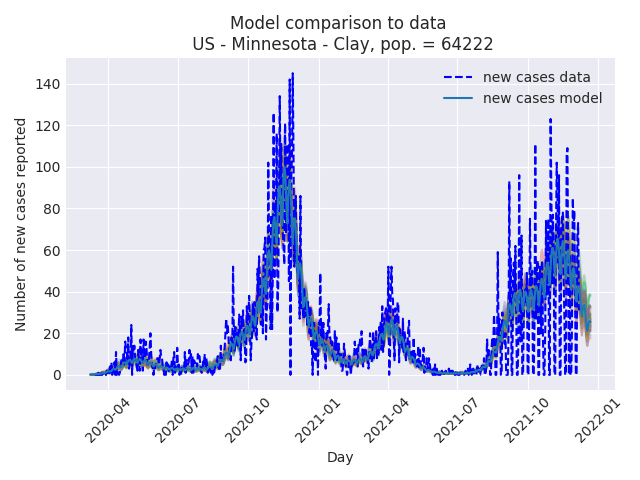 Model comparison to data
US - Minnesota - Clay, pop. = 64222
new cases data
new cases model
Number of new cases reported
140
120
100
80
60
40
20
0
2020-04
2020-07
2020-10
2021-01
2021-04
2021-07
2021-10
2022-01
Day